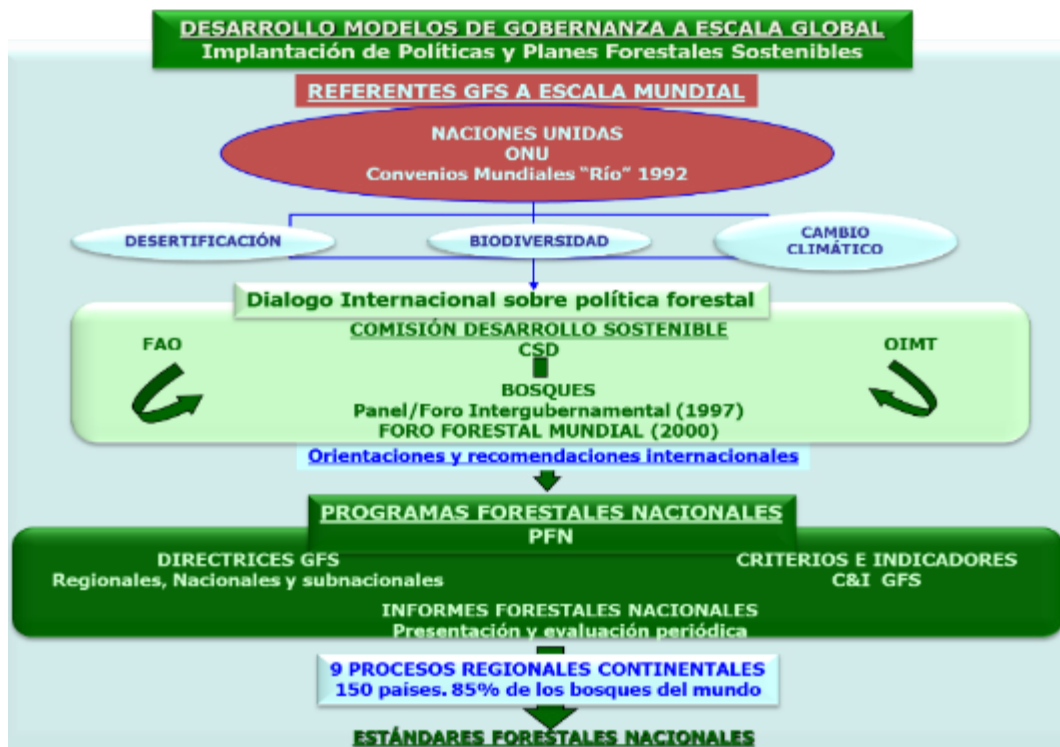 DESARROLLO MODELOS DE GOBERNANZA A ESCALA GLOBAL
Implantación de Políticas y Planes Forestales Sostenibles
REFERENTES GFS A ESCALA MUNDIAL
NACIONES UNIDAS
ONU
Convenios Mundiales "Río" 1992
DESERTIFICACIÓN
BIODIVERSIDAD
CAMBIO
CLIMÁTICO
Dialogo Internacional sobre política forestal
COMISIÓN DESARROLLO SOSTENIBLE
CSD
FAO
OIMT
BOSQUES
Panel/Foro Intergubernamental (1997)
FORO FORESTAL MUNDIAL (2000)
Orientaciones y recomendaciones internacionales
PROGRAMAS FORESTALES NACIONALES
PFN
DIRECTRICES GFS
Regionales, Nacionales y subnacionales
CRITERIOS E INDICADORES
C&I GFS
INFORMES FORESTALES NACIONALES
Presentación y evaluación periódica
9 PROCESOS REGIONALES CONTINENTALES
150 países. 85% de los bosques del mundo
ESTÁNDARES FORESTALES NACIONALES